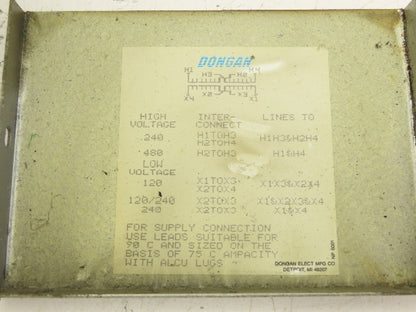 DONGAN
H1 H3 H2 H4
X4 X2 X3 X1
HIGH INTER- LINES TO
VOLTAGE CONNECT
240 H1TOH3 H1H3&H2H4
H2TOH4
480 H2TOH3 H1&H4
LOW
VOLTAGE
120 X1TOX3 X1X3&X2X4
X2TOX4
120/240 X2TOX3 X1&X2X3&X4
240 X2TOX3 X1&X4
FOR SUPPLY CONNECTION
USE LEADS SUITABLE FOR
90 C AND SIZED ON THE
BASIS OF 75 C AMPACITY
WITH ALCU LUGS
DONGAN ELECT MFG CO
DETROIT, MI 48207